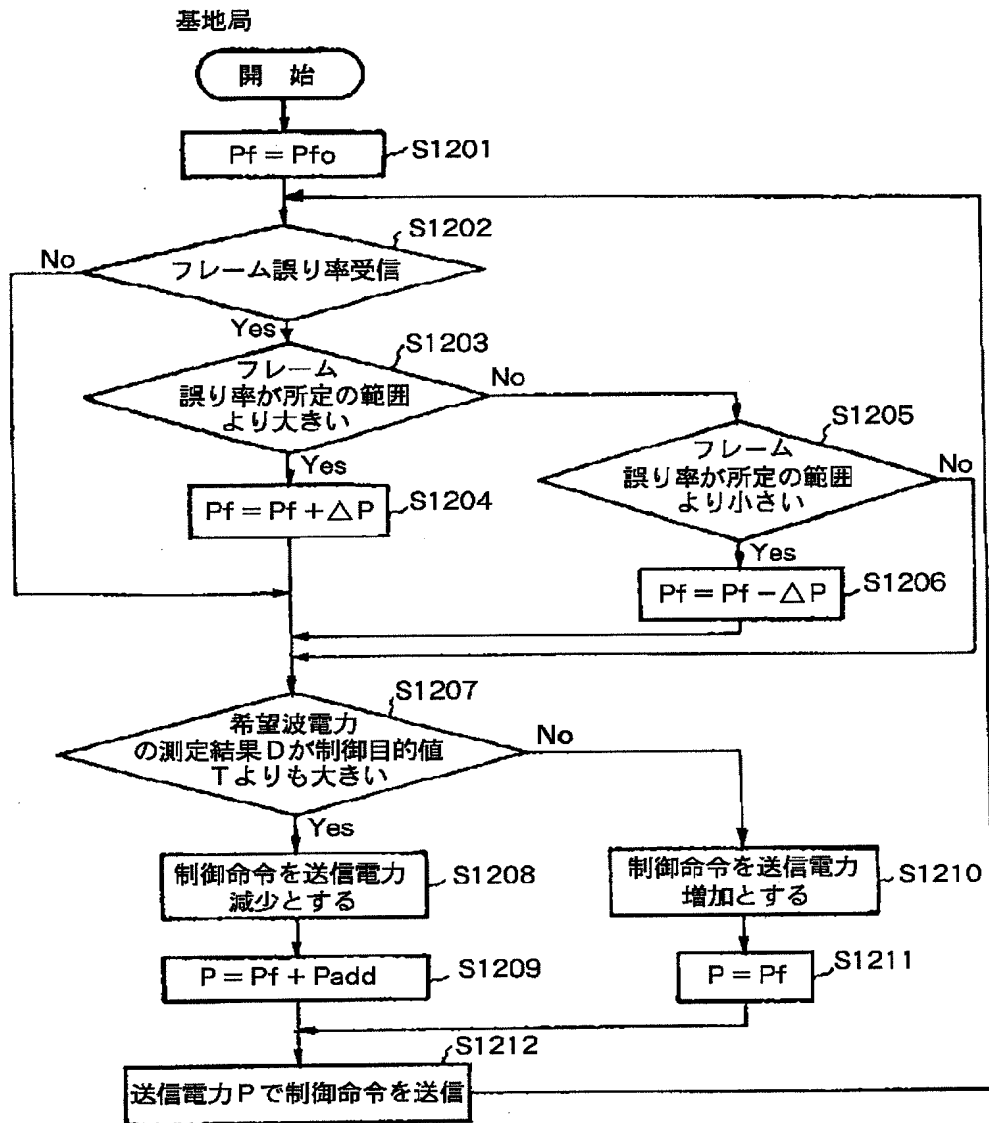 基地局
開 始
Pf = Pfo
S1201
S1202
フレーム誤り率受信
No
Yes
S1203
フレーム
誤り率が所定の範囲
より大きい
No
Yes
S1204
Pf = Pf + △P
S1205
フレーム
誤り率が所定の範囲
より小さい
No
Yes
S1206
Pf = Pf − △P
S1207
希望波電力
の測定結果Dが制御目的値
Tよりも大きい
No
Yes
制御命令を送信電力
減少とする
S1208
制御命令を送信電力
増加とする
S1210
P = Pf + Padd
S1209
P = Pf
S1211
S1212
送信電力Pで制御命令を送信